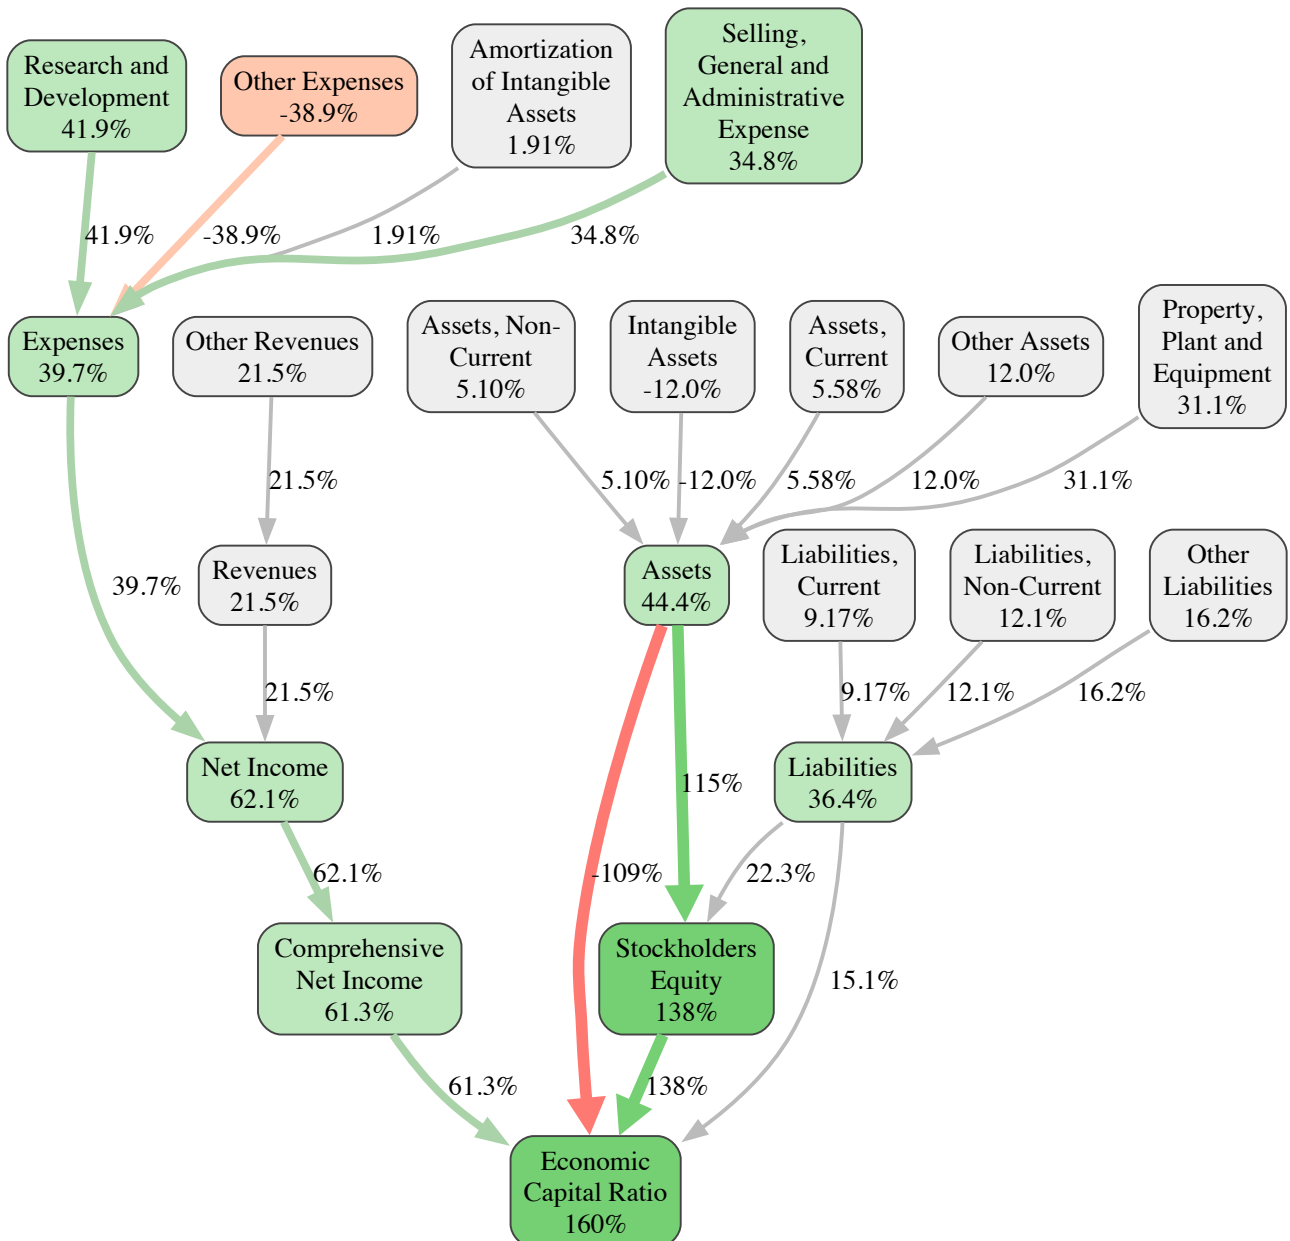 Research and
Development
41.9%
Other Expenses
-38.9%
Amortization
of Intangible
Assets
1.91%
Selling,
General and
Administrative
Expense
34.8%
41.9%
-38.9%
1.91%
34.8%
Expenses
39.7%
Other Revenues
21.5%
Assets, Non-
Current
5.10%
Intangible
Assets
-12.0%
Assets,
Current
5.58%
Other Assets
12.0%
Property,
Plant and
Equipment
31.1%
21.5%
5.10%
-12.0%
5.58%
12.0%
31.1%
39.7%
Revenues
21.5%
Assets
44.4%
Liabilities,
Current
9.17%
Liabilities,
Non-Current
12.1%
Other
Liabilities
16.2%
21.5%
9.17%
12.1%
16.2%
Net Income
62.1%
115%
Liabilities
36.4%
62.1%
-109%
22.3%
Comprehensive
Net Income
61.3%
Stockholders
Equity
138%
15.1%
61.3%
138%
Economic
Capital Ratio
160%